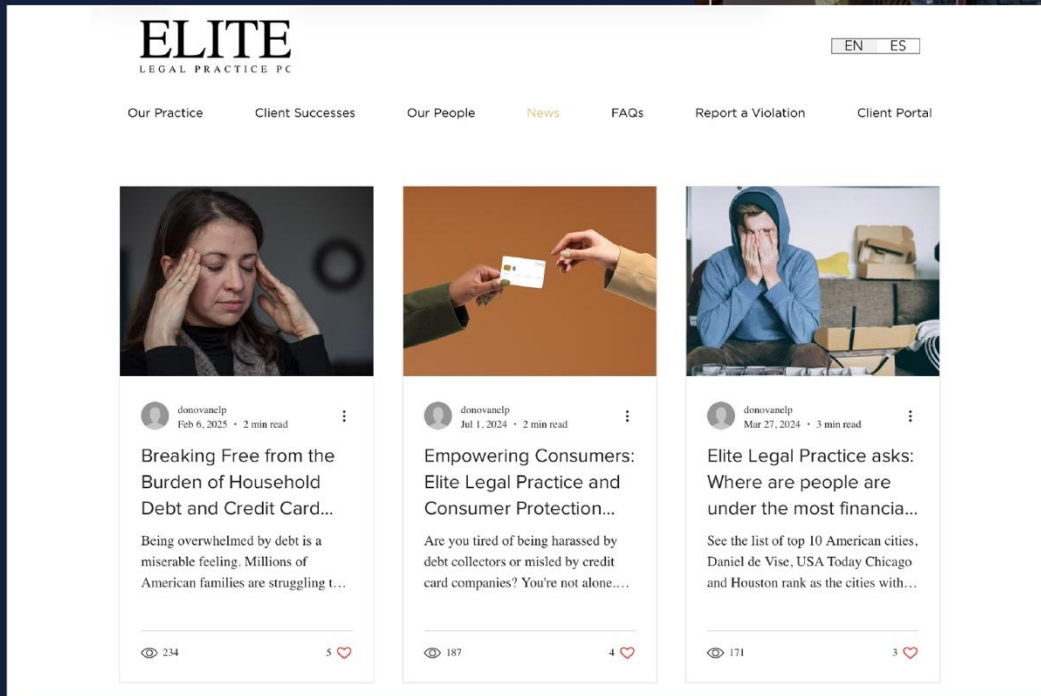 ELITE
LEGAL PRACTICE PC
EN ES
Our Practice Client Successes Our People News FAQs Report a Violation Client Portal
donovanelp
Feb 6, 2025 • 2 min read
Breaking Free from the
Burden of Household
Debt and Credit Card...
Being overwhelmed by debt is a
miserable feeling. Millions of
American families are struggling t...
234 5
donovanelp
Jul 1, 2024 • 2 min read
Empowering Consumers:
Elite Legal Practice and
Consumer Protection...
Are you tired of being harassed by
debt collectors or misled by credit
card companies? You're not alone....
187 4
donovanelp
Mar 27, 2024 • 3 min read
Elite Legal Practice asks:
Where are people are
under the most financia...
See the list of top 10 American cities,
Daniel de Vise, USA Today Chicago
and Houston rank as the cities with...
171 3